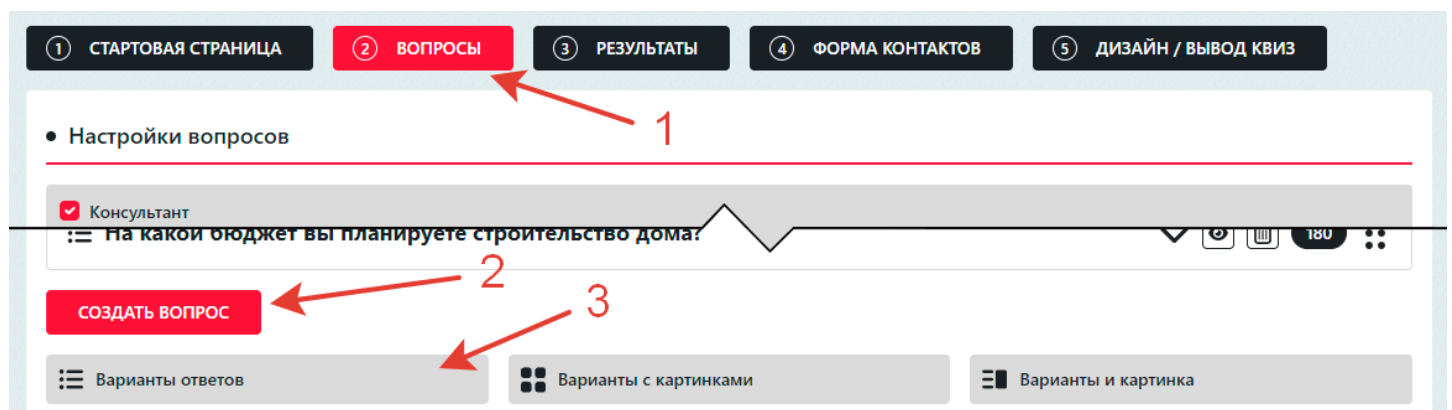 1 СТАРТОВАЯ СТРАНИЦА 2 ВОПРОСЫ 3 РЕЗУЛЬТАТЫ 4 ФОРМА КОНТАКТОВ 5 ДИЗАЙН / ВЫВОД КВИЗ
1
Настройки вопросов
Консультант
На какой бюджет вы планируете строительство дома? 180
2
3
СОЗДАТЬ ВОПРОС
Варианты ответов Варианты с картинками Варианты и картинка